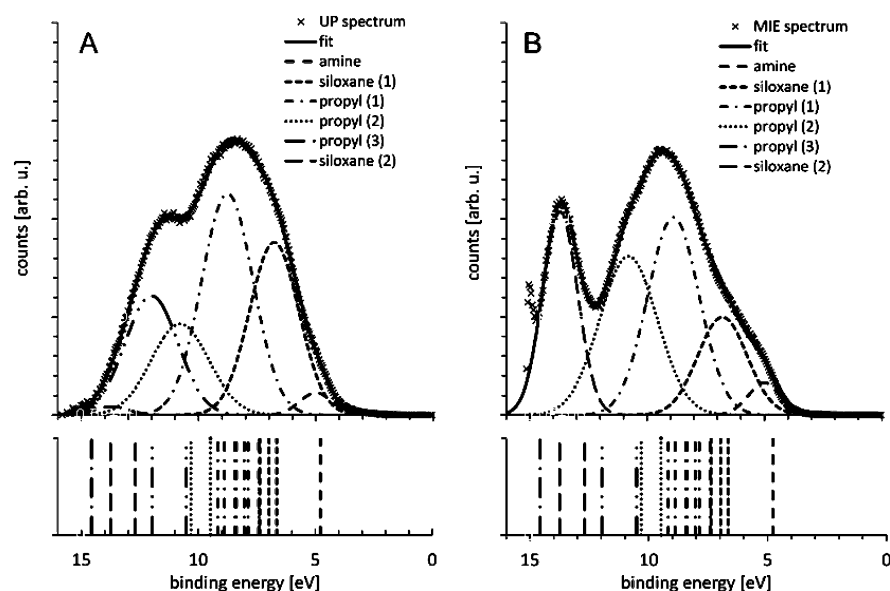 A
× UP spectrum
fit
amine
siloxane (1)
propyl (1)
propyl (2)
propyl (3)
siloxane (2)
counts [arb. u.]
15 10 5 0
binding energy [eV]
B
× MIE spectrum
fit
amine
siloxane (1)
propyl (1)
propyl (2)
propyl (3)
siloxane (2)
counts [arb. u.]
15 10 5 0
binding energy [eV]